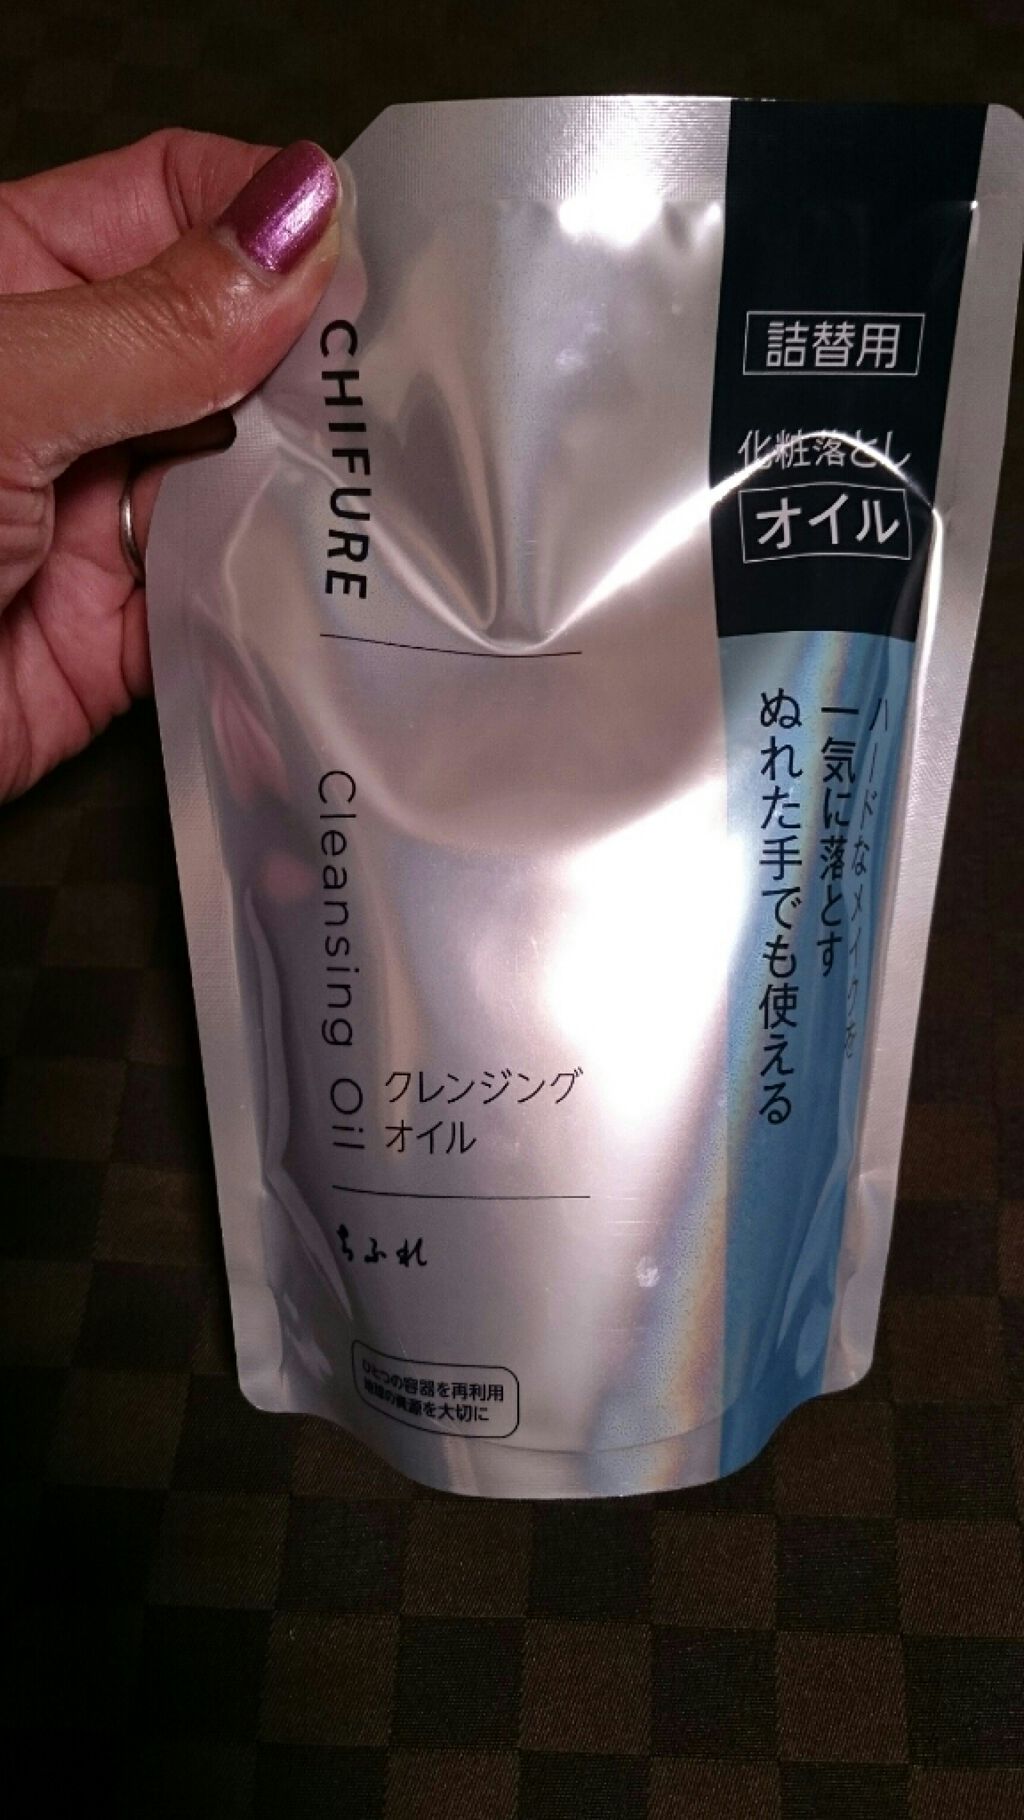 CHIFURE
Cleansing Oil
クレンジング
オイル
ちふれ
ひとつの容器を再利用
地球の資源を大切に
詰替用
化粧落とし
オイル
ハードなメイクを
一気に落とす
ぬれた手でも使える